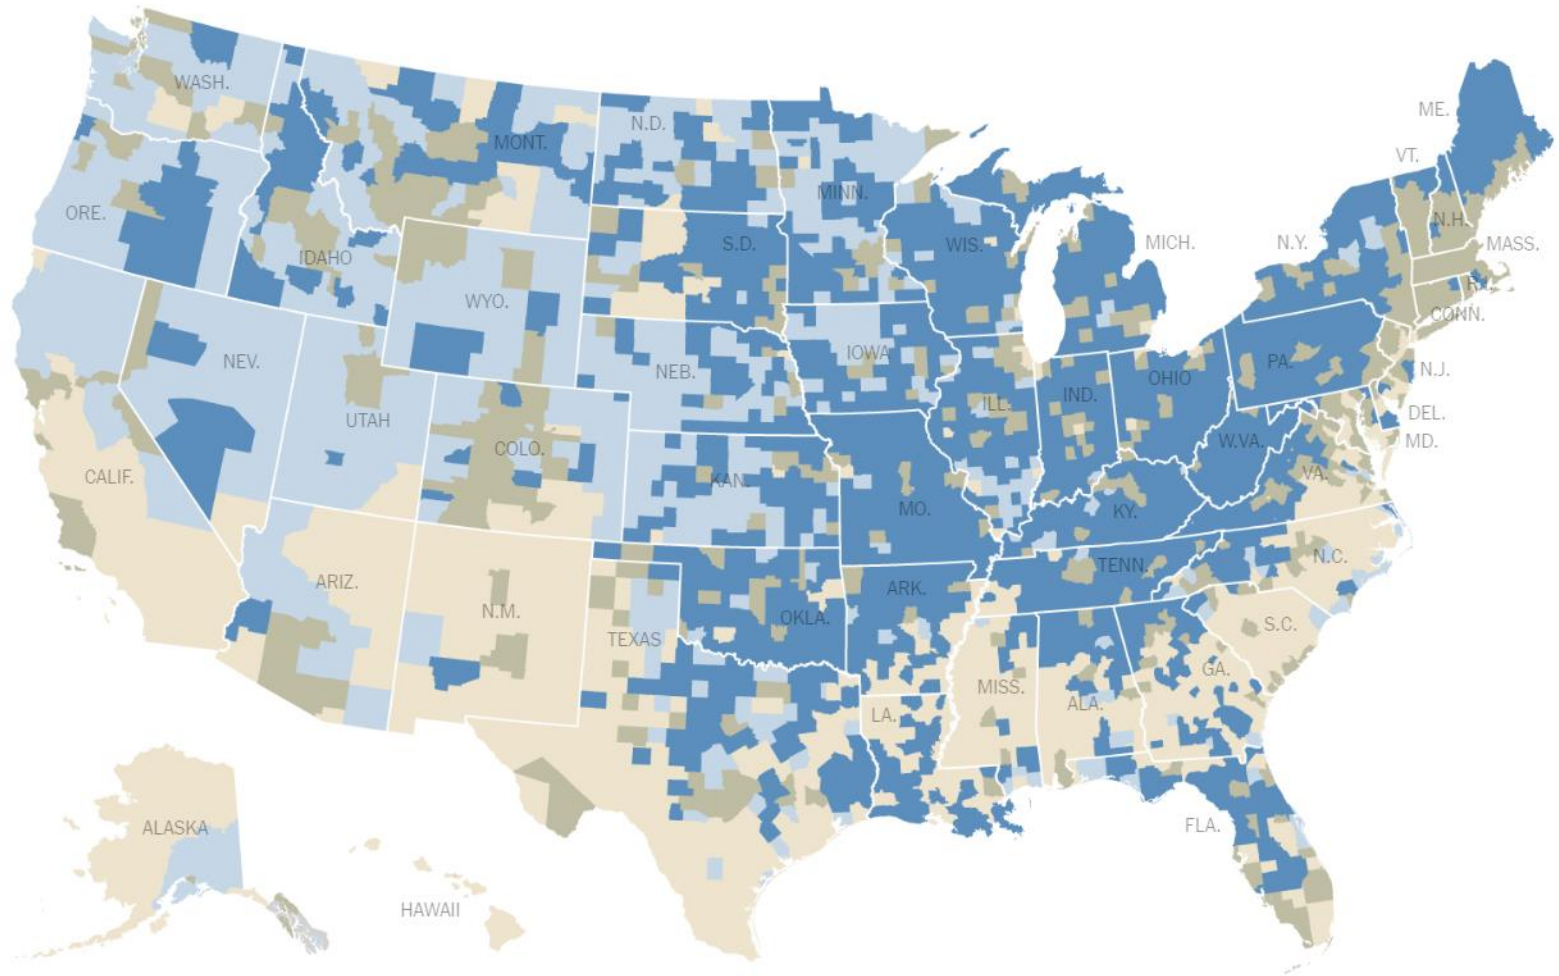 WASH.
MONT.
N.D.
MINN.
ME.
VT.
ORE.
IDAHO
S.D.
WIS.
MICH.
N.Y.
N.H.
MASS.
WYO.
R.I.
CONN.
NEV.
NEB.
IOWA
PA.
N.J.
UTAH
COLO.
ILL.
IND.
OHIO
DEL.
MD.
CALIF.
KAN.
MO.
W.VA.
VA.
KY.
ARIZ.
N.M.
OKLA.
ARK.
TENN.
N.C.
TEXAS
S.C.
LA.
MISS.
ALA.
GA.
FLA.
ALASKA
HAWAII